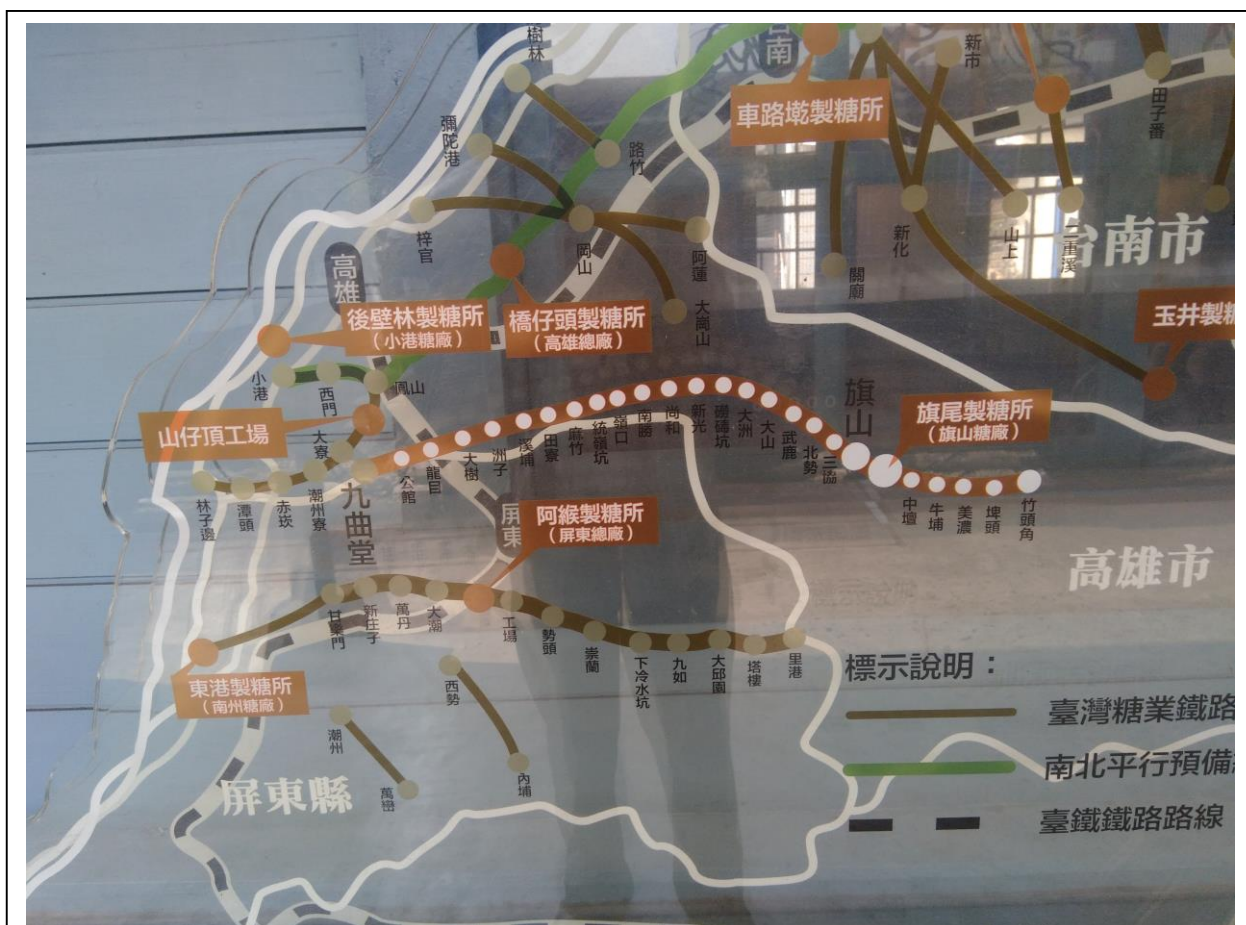 樹林
台南
新市
田子番
車路墘製糖所
彌陀港
路竹
梓官
岡山
阿蓮
新化
山上
二重溪
台南市
關廟
大崗山
高雄
後壁林製糖所
（小港糖廠）
橋仔頭製糖所
（高雄總廠）
玉井製糖
小港
西門
鳳山
山仔頂工場
大寮
旗山
旗尾製糖所
（旗山糖廠）
林子邊
潭頭
赤崁
潮州寮
九曲堂
公館
龍目
大樹
洲子
溪埔
田寮
麻竹
統嶺坑
嶺口
南勝
尚和
新光
磱碡坑
大洲
大山
武鹿
北勢
三協
中壇
牛埔
美濃
埤頭
竹頭角
屏東
阿緱製糖所
（屏東總廠）
高雄市
新庄子
萬丹
大潮
工場
勢頭
崇蘭
下冷水坑
九如
大邱園
塔樓
里港
東港製糖所
（南州糖廠）
西勢
內埔
潮州
萬巒
屏東縣
標示說明：
臺灣糖業鐵路
南北平行預備
臺鐵鐵路路線